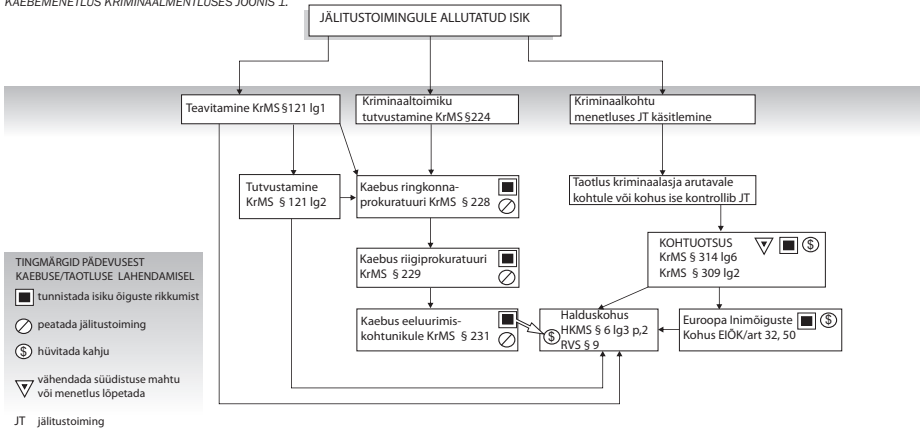 KAEBEMENETLUS KRIMINAALMENTLUSES JOONIS 1.
JÄLITUSTOIMINGULE ALLUTATUD ISIK
Teavitamine KrMS §121 lg1
Kriminaaltoimiku
tutvustamine KrMS §224
Kriminaalkohtu
menetluses JT käsitlemine
Tutvustamine
KrMS § 121 lg2
Kaebus ringkonna-
prokuratuuri KrMS § 228
Taotlus kriminaalasja arutavale
kohtule või kohus ise kontrollib JT
Kaebus riigiprokuratuuri
KrMS § 229
KOHTUOTSUS
KrMS § 314 lg6
KrMS § 309 lg2
Kaebus eeluurimis-
kohtunikule KrMS § 231
Halduskohus
HKMS § 6 lg3 p,2
RVS § 9
Euroopa Inimõiguste
Kohus EIÕK/art 32, 50
TINGMÄRGID PÄDEVUSEST
KAEBUSE/TAOTLUSE LAHENDAMISEL
tunnistada isiku õiguste rikkumist
peatada jälitustoiming
hüvitada kahju
vähendada süüdistuse mahtu
või menetlus lõpetada
JT jälitustoiming